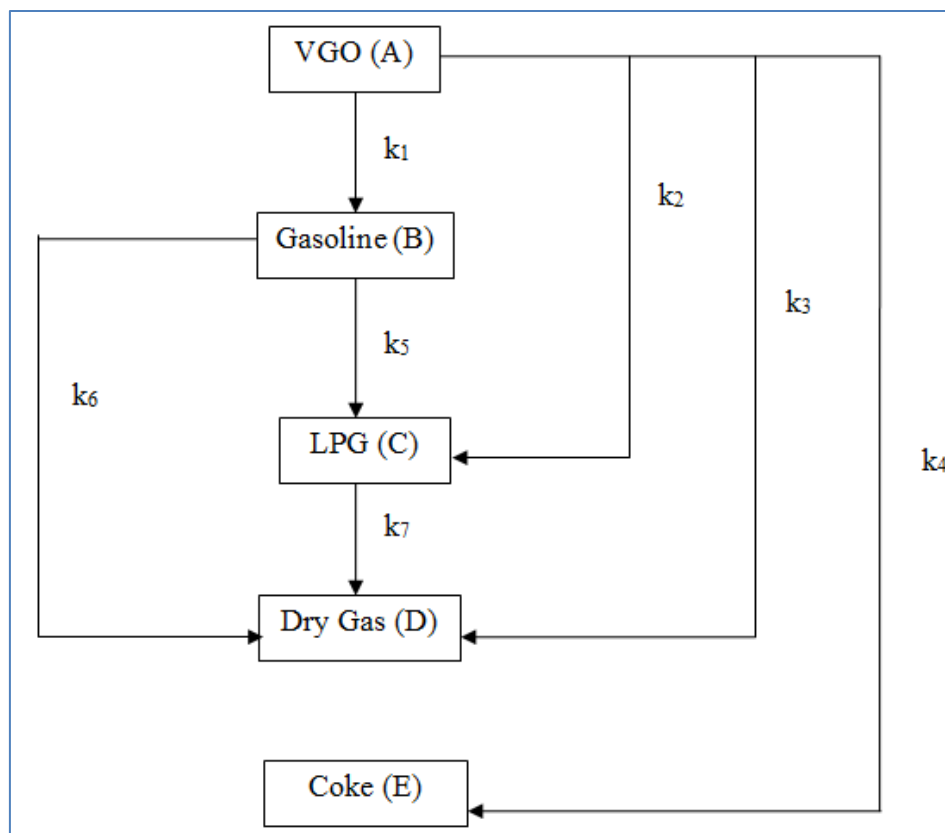 VGO (A)
k₁
k₂
Gasoline (B)
k₃
k₅
k₆
LPG (C)
k₄
k₇
Dry Gas (D)
Coke (E)